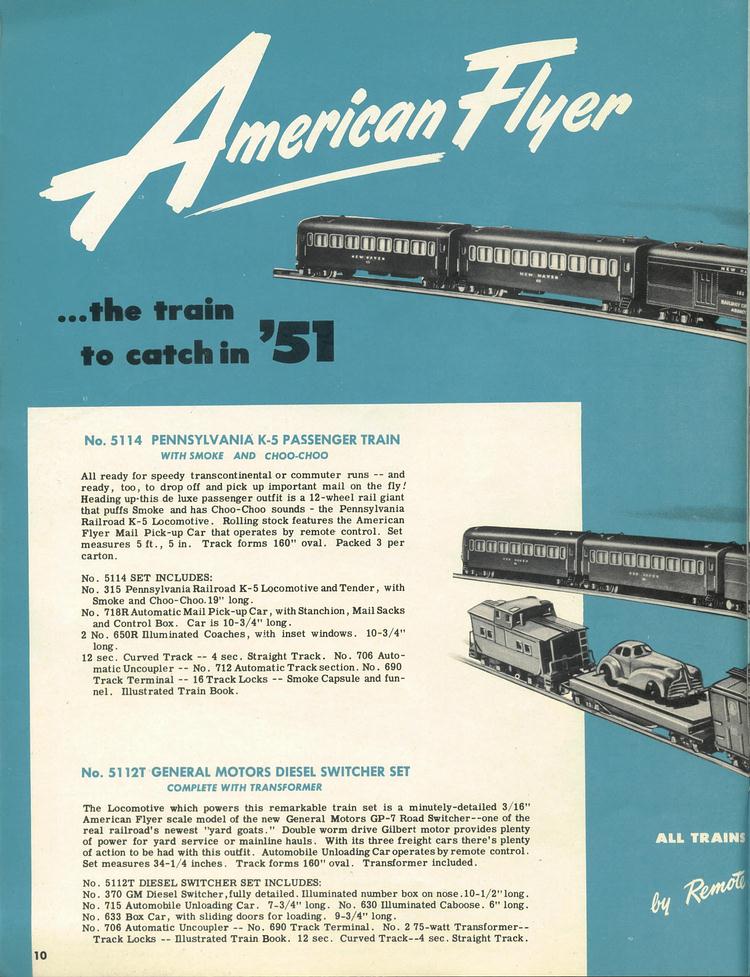 American Flyer
NEW HAVEN
NEW HAVEN
...the train
to catch in '51
No. 5114 PENNSYLVANIA K-5 PASSENGER TRAIN
WITH SMOKE AND CHOO-CHOO
All ready for speedy transcontinental or commuter runs -- and
ready, too, to drop off and pick up important mail on the fly!
Heading up-this de luxe passenger outfit is a 12-wheel rail giant
that puffs Smoke and has Choo-Choo sounds - the Pennsylvania
Railroad K-5 Locomotive. Rolling stock features the American
Flyer Mail Pick-up Car that operates by remote control. Set
measures 5 ft., 5 in. Track forms 160" oval. Packed 3 per
carton.
No. 5114 SET INCLUDES:
No. 315 Pennsylvania Railroad K-5 Locomotive and Tender, with
Smoke and Choo-Choo. 19" long.
No. 718R Automatic Mail Pick-up Car, with Stanchion, Mail Sacks
and Control Box. Car is 10-3/4" long.
2 No. 650R Illuminated Coaches, with inset windows. 10-3/4"
long.
12 sec. Curved Track -- 4 sec. Straight Track. No. 706 Auto-
matic Uncoupler -- No. 712 Automatic Track section. No. 690
Track Terminal -- 16 Track Locks -- Smoke Capsule and fun-
nel. Illustrated Train Book.
No. 5112T GENERAL MOTORS DIESEL SWITCHER SET
COMPLETE WITH TRANSFORMER
The Locomotive which powers this remarkable train set is a minutely-detailed 3/16"
American Flyer scale model of the new General Motors GP-7 Road Switcher--one of the
real railroad's newest "yard goats." Double worm drive Gilbert motor provides plenty
of power for yard service or mainline hauls. With its three freight cars there's plenty
of action to be had with this outfit. Automobile Unloading Car operates by remote control.
Set measures 34-1/4 inches. Track forms 160" oval. Transformer included.
No. 5112T DIESEL SWITCHER SET INCLUDES:
No. 370 GM Diesel Switcher, fully detailed. Illuminated number box on nose. 10-1/2" long.
No. 715 Automobile Unloading Car. 7-3/4" long. No. 630 Illuminated Caboose. 6" long.
No. 633 Box Car, with sliding doors for loading. 9-3/4" long.
No. 706 Automatic Uncoupler -- No. 690 Track Terminal. No. 2 75-watt Transformer--
Track Locks -- Illustrated Train Book. 12 sec. Curved Track--4 sec. Straight Track.
ALL TRAINS
by Remote
10